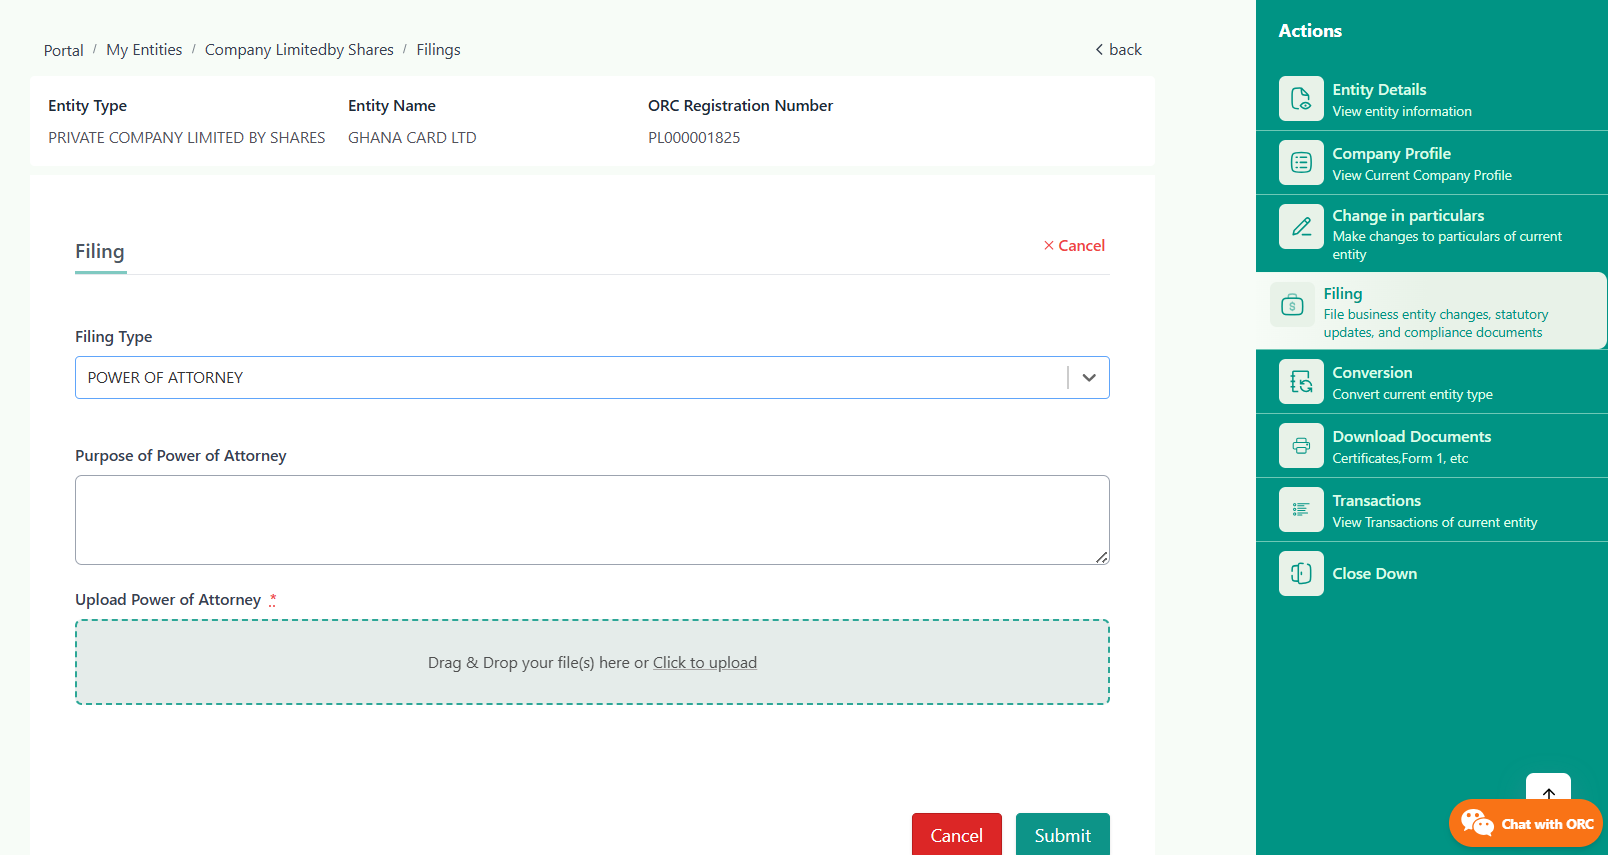 Portal / My Entities / Company Limitedby Shares / Filings
back
Entity Type
Entity Name
ORC Registration Number
PRIVATE COMPANY LIMITED BY SHARES
GHANA CARD LTD
PL000001825
Filing
Cancel
Filing Type
POWER OF ATTORNEY
Purpose of Power of Attorney
Upload Power of Attorney *
Drag & Drop your file(s) here or Click to upload
Cancel
Submit
Actions
Entity Details
View entity information
Company Profile
View Current Company Profile
Change in particulars
Make changes to particulars of current
entity
Filing
File business entity changes, statutory
updates, and compliance documents
Conversion
Convert current entity type
Download Documents
Certificates,Form 1, etc
Transactions
View Transactions of current entity
Close Down
Chat with ORC